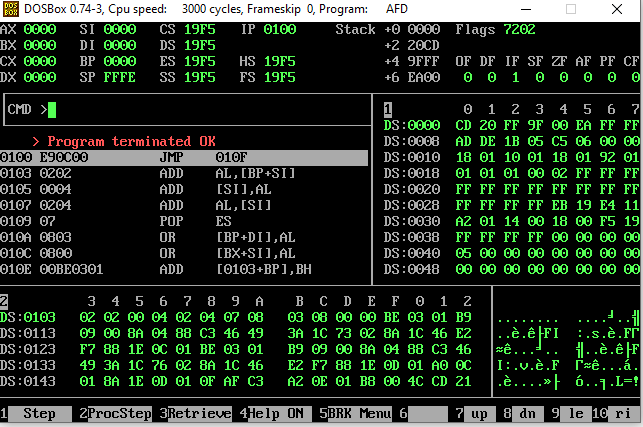 DOSBox 0.74-3, Cpu speed: 3000 cycles, Frameskip 0, Program: AFD
AX 0000 SI 0000 CS 19F5 IP 0100 Stack +0 0000 Flags 7202
BX 0000 DI 0000 DS 19F5 +2 20CD
CX 0000 BP 0000 ES 19F5 HS 19F5 +4 9FFF OF DF IF SF ZF AF PF CF
DX 0000 SP FFFE SS 19F5 FS 19F5 +6 EA00 0 0 1 0 0 0 0 0
CMD > 1 0 1 2 3 4 5 6 7
DS:0000 CD 20 FF 9F 00 EA FF FF
> Program terminated OK DS:0008 AD DE 1B 05 C5 06 00 00
0100 E90C00 JMP 010F DS:0010 18 01 10 01 18 01 92 01
0103 0202 ADD AL,[BP+SI] DS:0018 01 01 01 00 02 FF FF FF
0105 0004 ADD [SI],AL DS:0020 FF FF FF FF FF FF FF FF
0107 0204 ADD AL,[SI] DS:0028 FF FF FF FF EB 19 E4 11
0109 07 POP ES DS:0030 A2 01 14 00 18 00 F5 19
010A 0803 OR [BP+DI],AL DS:0038 FF FF FF FF 00 00 00 00
010C 0800 OR [BX+SI],AL DS:0040 05 00 00 00 00 00 00 00
010E 00BE0301 ADD [0103+BP],BH DS:0048 00 00 00 00 00 00 00 00
2 3 4 5 6 7 8 9 A B C D E F 0 1 2
DS:0103 02 02 00 04 02 04 07 08 03 08 00 00 BE 03 01 B9
DS:0113 09 00 8A 04 88 C3 46 49 3A 1C 73 02 8A 1C 46 E2
DS:0123 F7 88 1E 0C 01 BE 03 01 B9 09 00 8A 04 88 C3 46
DS:0133 49 3A 1C 76 02 8A 1C 46 E2 F7 88 1E 0D 01 A0 0C
DS:0143 01 8A 1E 0D 01 0F AF C3 A2 0E 01 B8 00 4C CD 21
1 Step 2 ProcStep 3 Retrieve 4 Help ON 5 BRK Menu 6 7 up 8 dn 9 le 10 ri